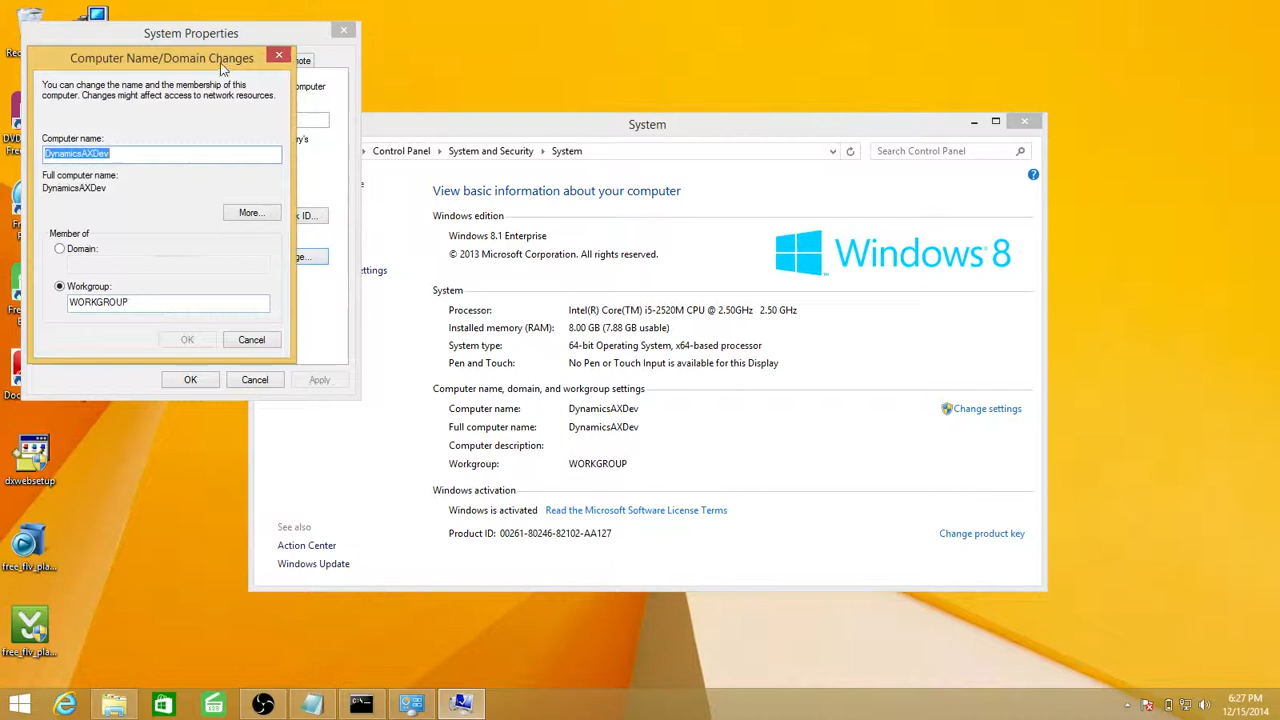 System Properties
Computer Name/Domain Changes
You can change the name and the membership of this
computer. Changes might affect access to network resources.
Computer name:
DynamicsAXDev
Full computer name:
DynamicsAXDev
More...
Member of
Domain:
Workgroup:
WORKGROUP
OK
Cancel
OK
Cancel
Apply
System
Control Panel
System and Security
System
Search Control Panel
View basic information about your computer
Windows edition
Windows 8.1 Enterprise
© 2013 Microsoft Corporation. All rights reserved.
Windows 8
System
Processor: Intel(R) Core(TM) i5-2520M CPU @ 2.50GHz 2.50 GHz
Installed memory (RAM): 8.00 GB (7.88 GB usable)
System type: 64-bit Operating System, x64-based processor
Pen and Touch: No Pen or Touch Input is available for this Display
Computer name, domain, and workgroup settings
Computer name: DynamicsAXDev
Change settings
Full computer name: DynamicsAXDev
Computer description:
Workgroup: WORKGROUP
Windows activation
Windows is activated Read the Microsoft Software License Terms
Product ID: 00261-80246-82102-AA127
Change product key
See also
Action Center
Windows Update
dxwebsetup
free_flv_pla...
free_flv_pla...
6:27 PM
12/15/2014